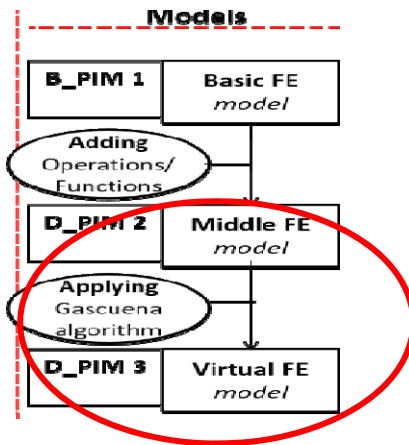 Models
B_PIM 1 Basic FE
model
Adding
Operations/
Functions
D_PIM 2 Middle FE
model
Applying
Gascuena
algorithm
D_PIM 3 Virtual FE
model